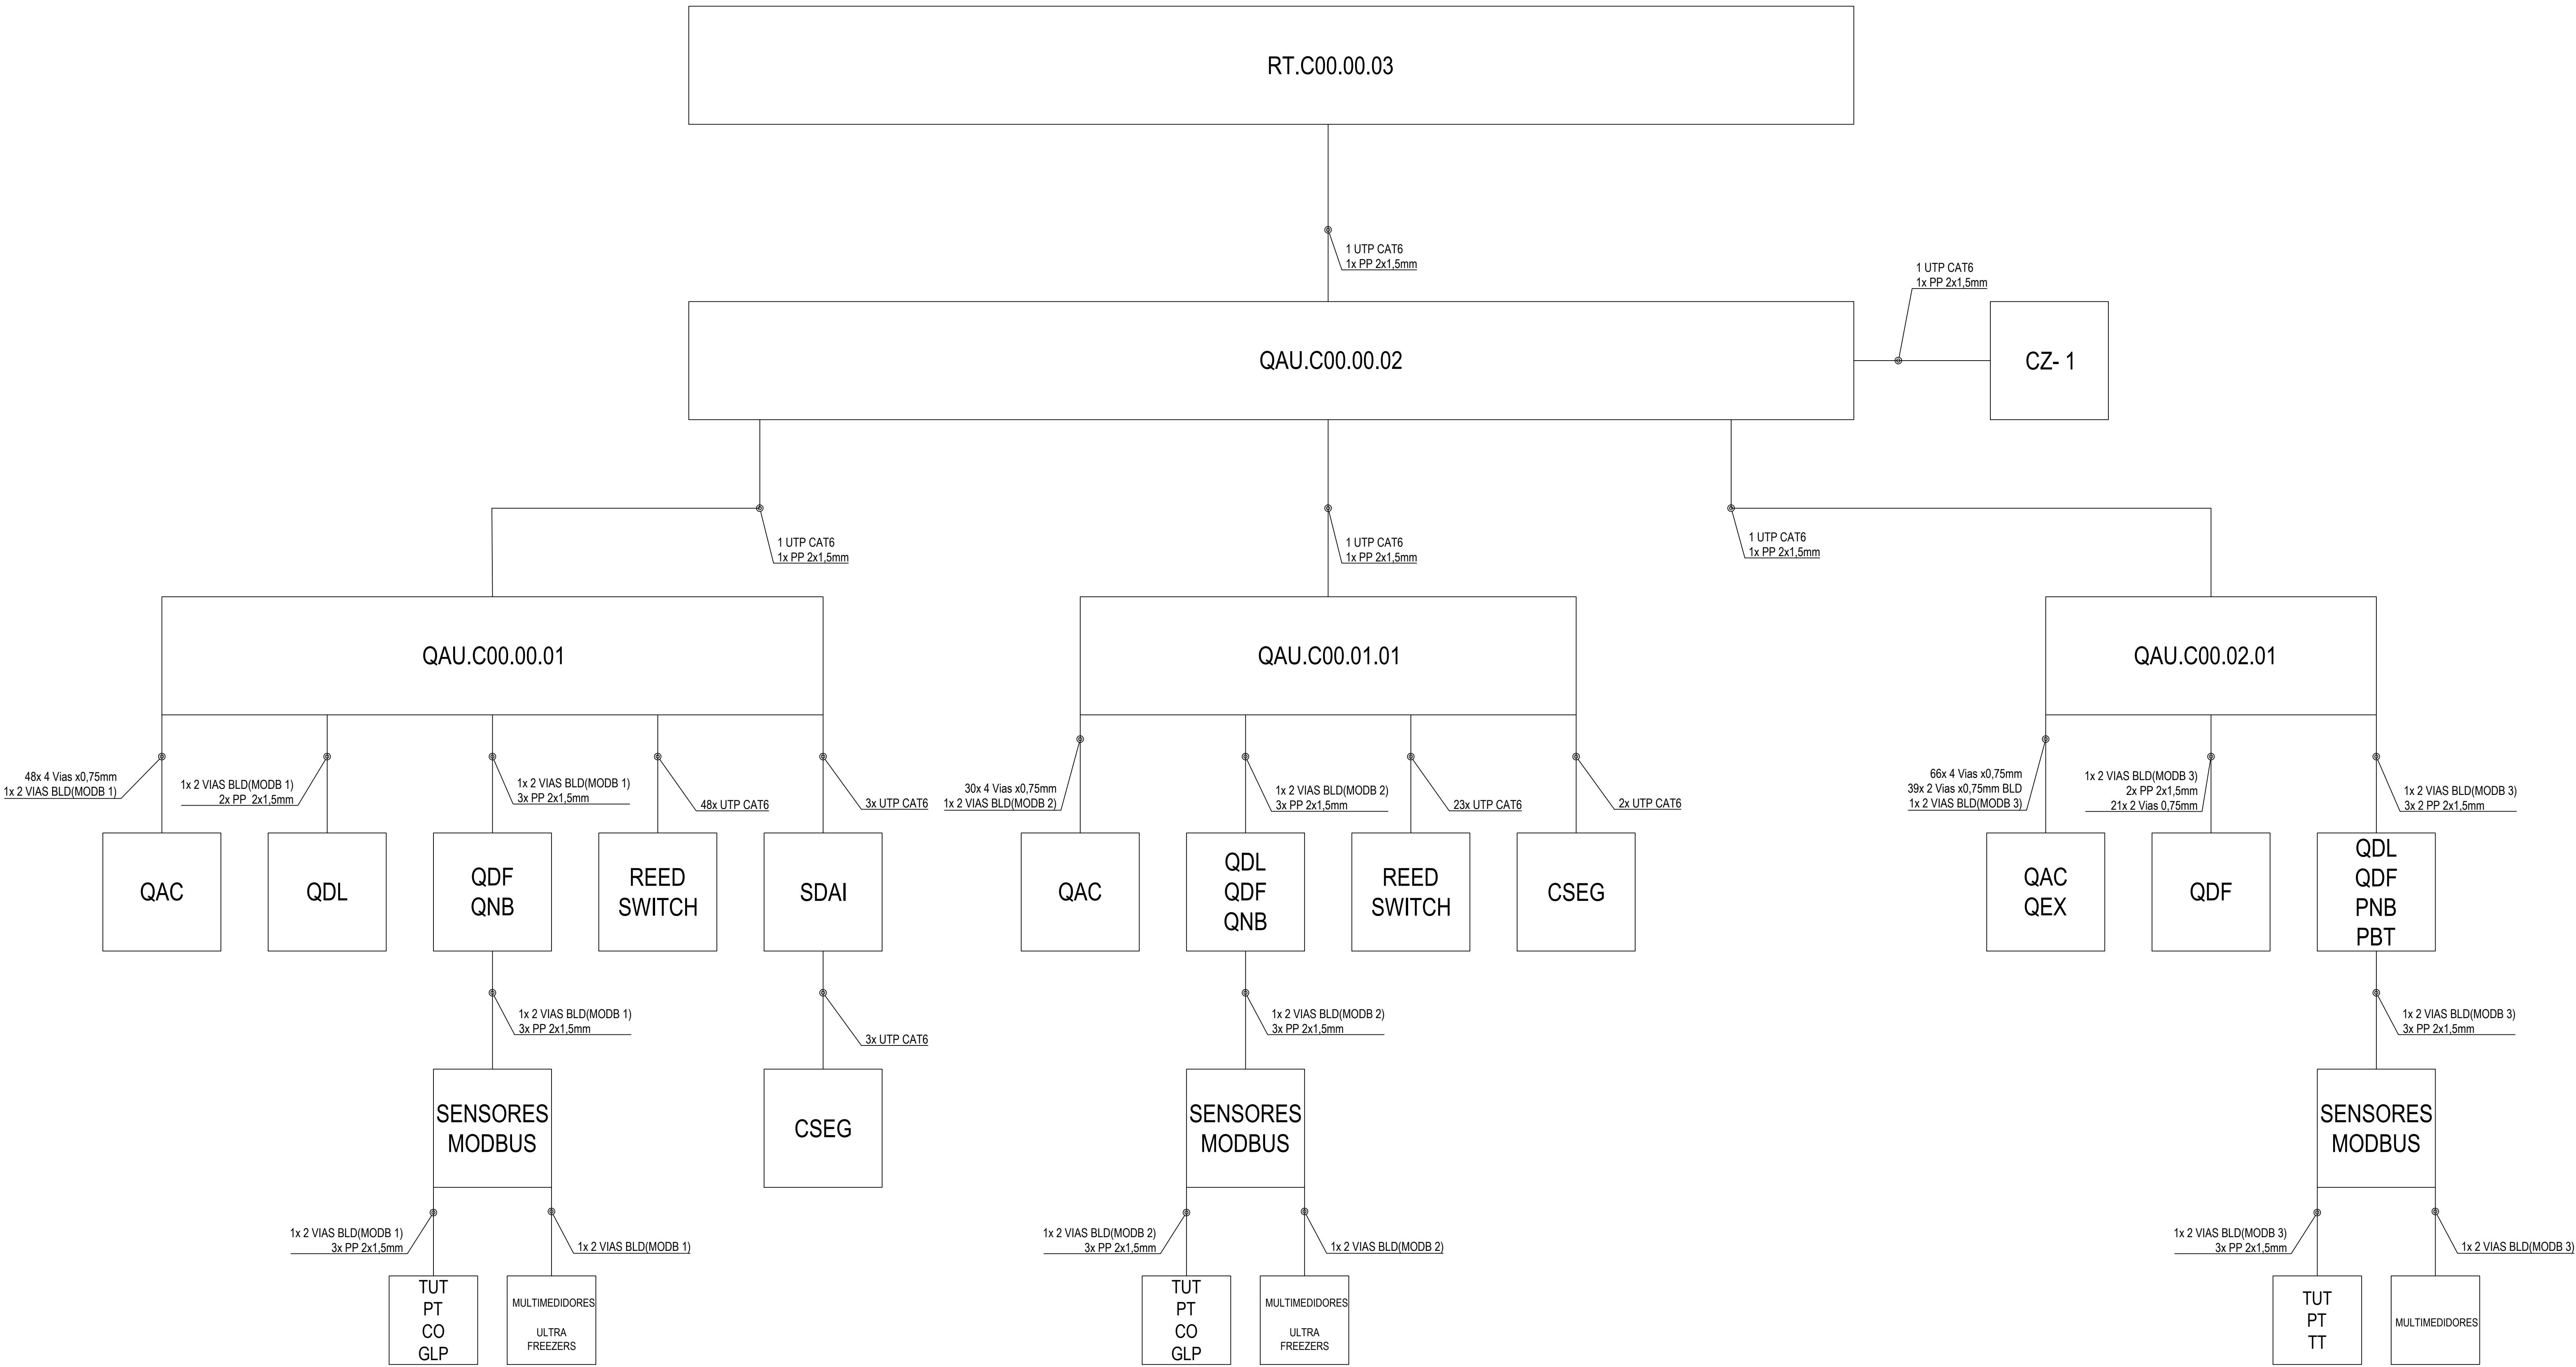 RT.C00.00.03
1 UTP CAT6
1x PP 2x1,5mm
1 UTP CAT6
1x PP 2x1,5mm
QAU.C00.00.02
CZ- 1
1 UTP CAT6
1x PP 2x1,5mm
1 UTP CAT6
1x PP 2x1,5mm
1 UTP CAT6
1x PP 2x1,5mm
QAU.C00.00.01
QAU.C00.01.01
QAU.C00.02.01
48x 4 Vias x0,75mm
1x 2 VIAS BLD(MODB 1)
1x 2 VIAS BLD(MODB 1)
2x PP 2x1,5mm
1x 2 VIAS BLD(MODB 1)
3x PP 2x1,5mm
48x UTP CAT6
3x UTP CAT6
30x 4 Vias x0,75mm
1x 2 VIAS BLD(MODB 2)
1x 2 VIAS BLD(MODB 2)
3x PP 2x1,5mm
23x UTP CAT6
2x UTP CAT6
66x 4 Vias x0,75mm
39x 2 Vias x0,75mm BLD
1x 2 VIAS BLD(MODB 3)
1x 2 VIAS BLD(MODB 3)
2x PP 2x1,5mm
21x 2 Vias 0,75mm
1x 2 VIAS BLD(MODB 3)
3x 2 PP 2x1,5mm
QAC
QDL
QDF
QNB
REED
SWITCH
SDAI
QAC
QDL
QDF
QNB
REED
SWITCH
CSEG
QAC
QEX
QDF
QDL
QDF
PNB
PBT
1x 2 VIAS BLD(MODB 1)
3x PP 2x1,5mm
3x UTP CAT6
1x 2 VIAS BLD(MODB 2)
3x PP 2x1,5mm
1x 2 VIAS BLD(MODB 3)
3x PP 2x1,5mm
SENSORES
MODBUS
CSEG
SENSORES
MODBUS
SENSORES
MODBUS
1x 2 VIAS BLD(MODB 1)
3x PP 2x1,5mm
1x 2 VIAS BLD(MODB 1)
1x 2 VIAS BLD(MODB 2)
3x PP 2x1,5mm
1x 2 VIAS BLD(MODB 2)
1x 2 VIAS BLD(MODB 3)
3x PP 2x1,5mm
1x 2 VIAS BLD(MODB 3)
TUT
PT
CO
GLP
MULTIMEDIDORES
ULTRA
FREEZERS
TUT
PT
CO
GLP
MULTIMEDIDORES
ULTRA
FREEZERS
TUT
PT
TT
MULTIMEDIDORES